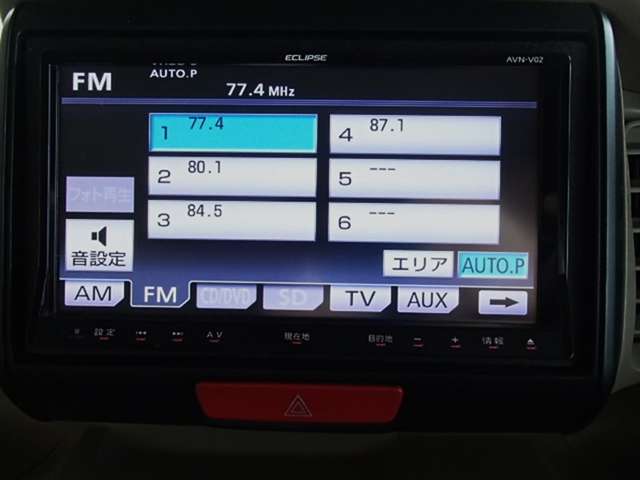 ECLIPSE AVN-V02
FM AUTO.P
77.4 MHz
1 77.4
4 87.1
2 80.1
5 ---
3 84.5
6 ---
フォト再生
音設定
エリア AUTO.P
AM FM CD/DVD SD TV AUX
設定 AV 現在地 目的地 - + 情報